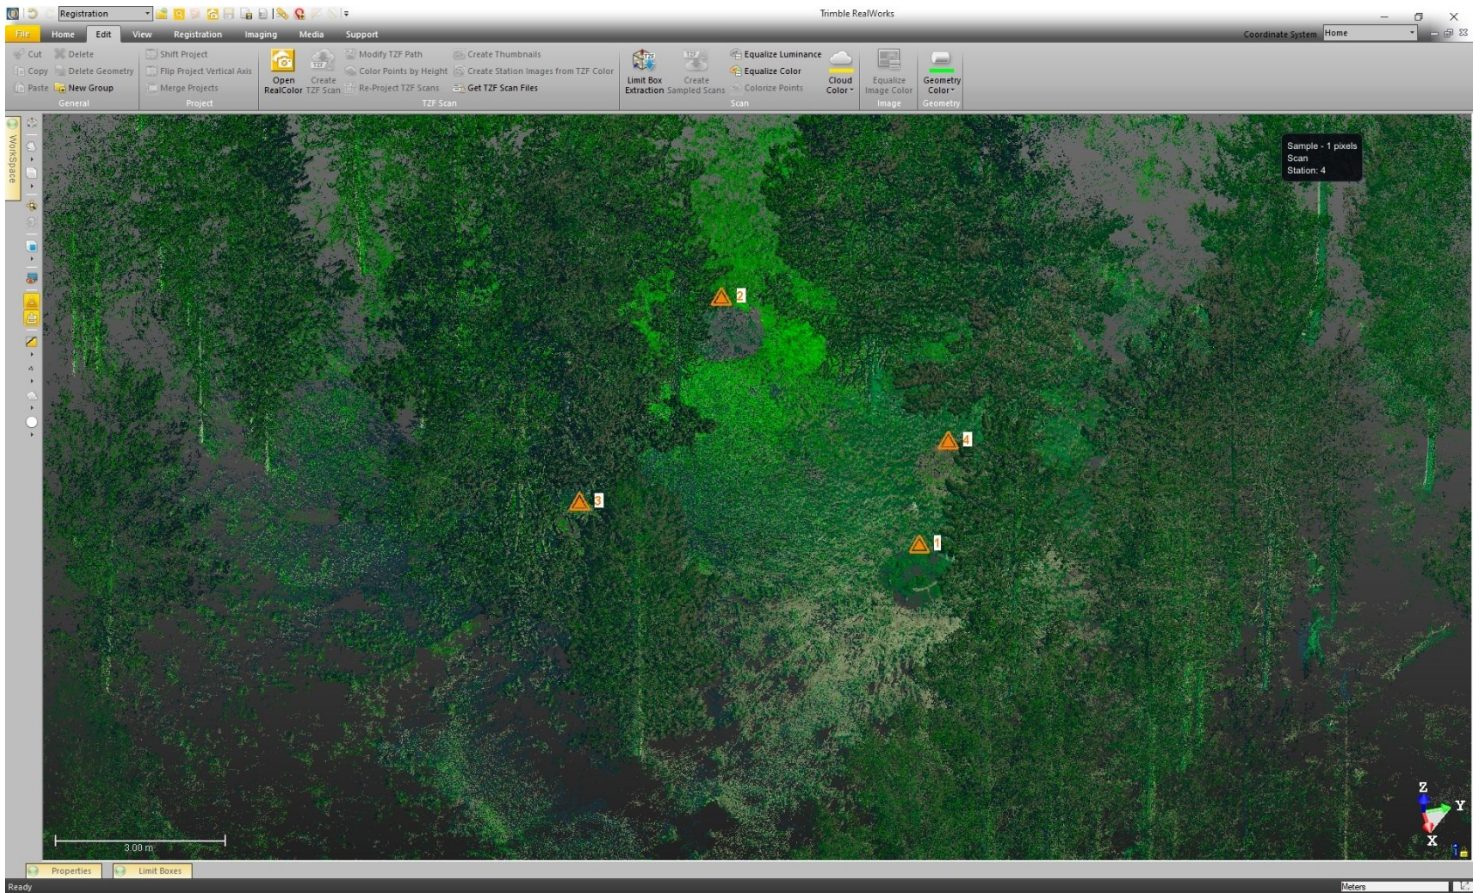 Registration
Trimble RealWorks
File Home Edit View Registration Imaging Media Support
Coordinate System Home
Cut Delete Shift Project Modify TZF Path Create Thumbnails Equalize Luminance
Copy Delete Geometry Flip Project Vertical Axis Color Points by Height Create Station Images from TZF Color Equalize Color
Paste New Group Merge Projects Re-Project TZF Scans Get TZF Scan Files Colorize Points
Open RealColor
Create TZF Scan
Limit Box Extraction
Create Sampled Scans
Cloud Color
Equalize Image Color
Geometry Color
General Project TZF Scan Scan Image Geometry
WorkSpace
Sample - 1 pixels
Scan
Station: 4
2
4
3
1
Z
Y
X
3.00 m
Properties Limit Boxes
Ready
Meters